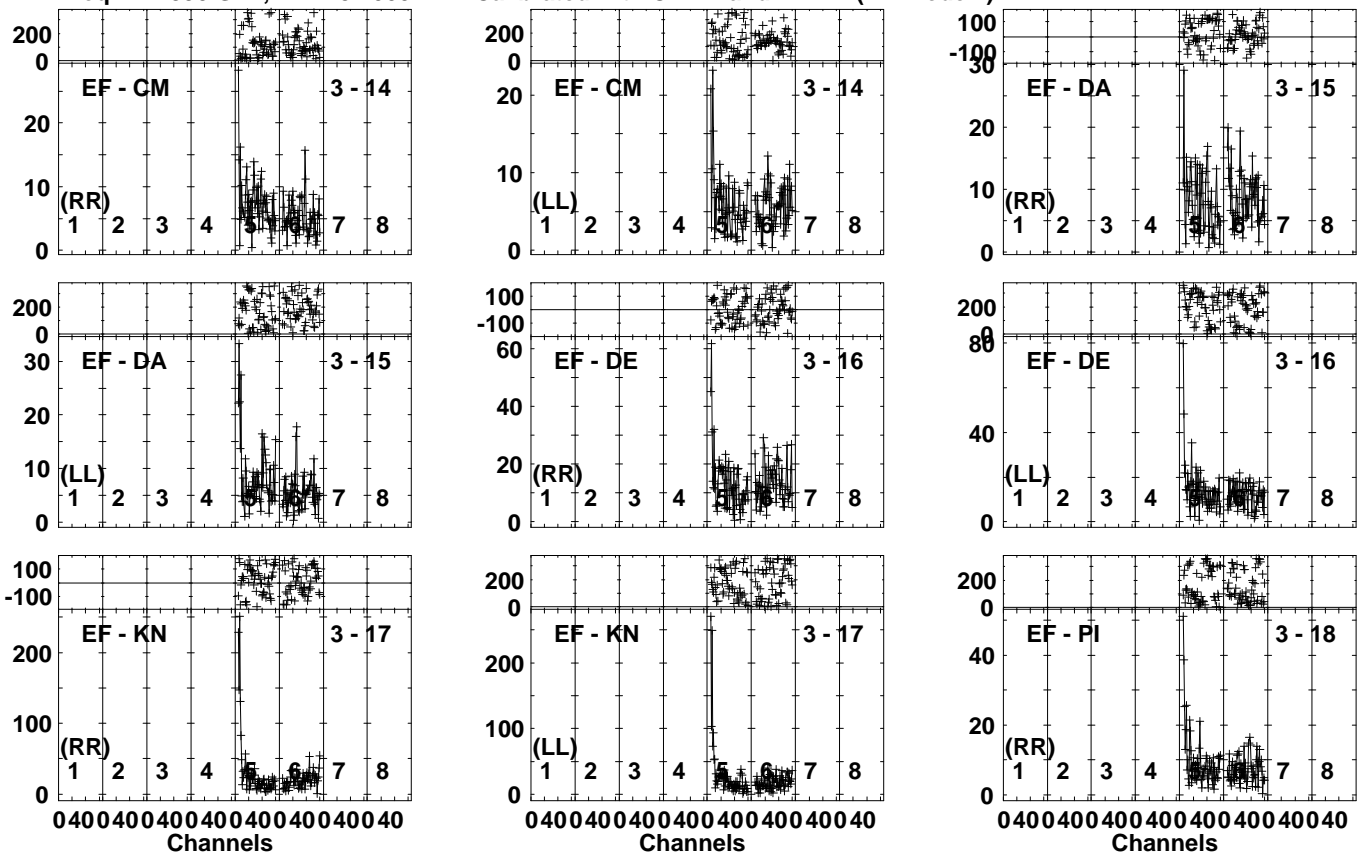 200 0
EF - CM 3 - 14
20 10 0
(RR)
1 2 3 4 5 6 7 8
200 0
EF - CM 3 - 14
20 10 0
(LL)
1 2 3 4 5 6 7 8
100 -100
EF - DA 3 - 15
30 20 10 0
(RR)
1 2 3 4 5 6 7 8
200 0
EF - DA 3 - 15
30 20 10 0
(LL)
1 2 3 4 5 6 7 8
100 -100
EF - DE 3 - 16
60 40 20 0
(RR)
1 2 3 4 5 6 7 8
200 0
EF - DE 3 - 16
80 40 0
(LL)
1 2 3 4 5 6 7 8
100 -100
EF - KN 3 - 17
200 100 0
(RR)
1 2 3 4 5 6 7 8
200 0
EF - KN 3 - 17
200 100 0
(LL)
1 2 3 4 5 6 7 8
200 0
EF - PI 3 - 18
40 20 0
(RR)
1 2 3 4 5 6 7 8
0 40 0 40 0 40 0 40 0 40 0 40 0 40 0 40
Channels
0 40 0 40 0 40 0 40 0 40 0 40 0 40 0 40
Channels
0 40 0 40 0 40 0 40 0 40 0 40 0 40 0 40
Channels